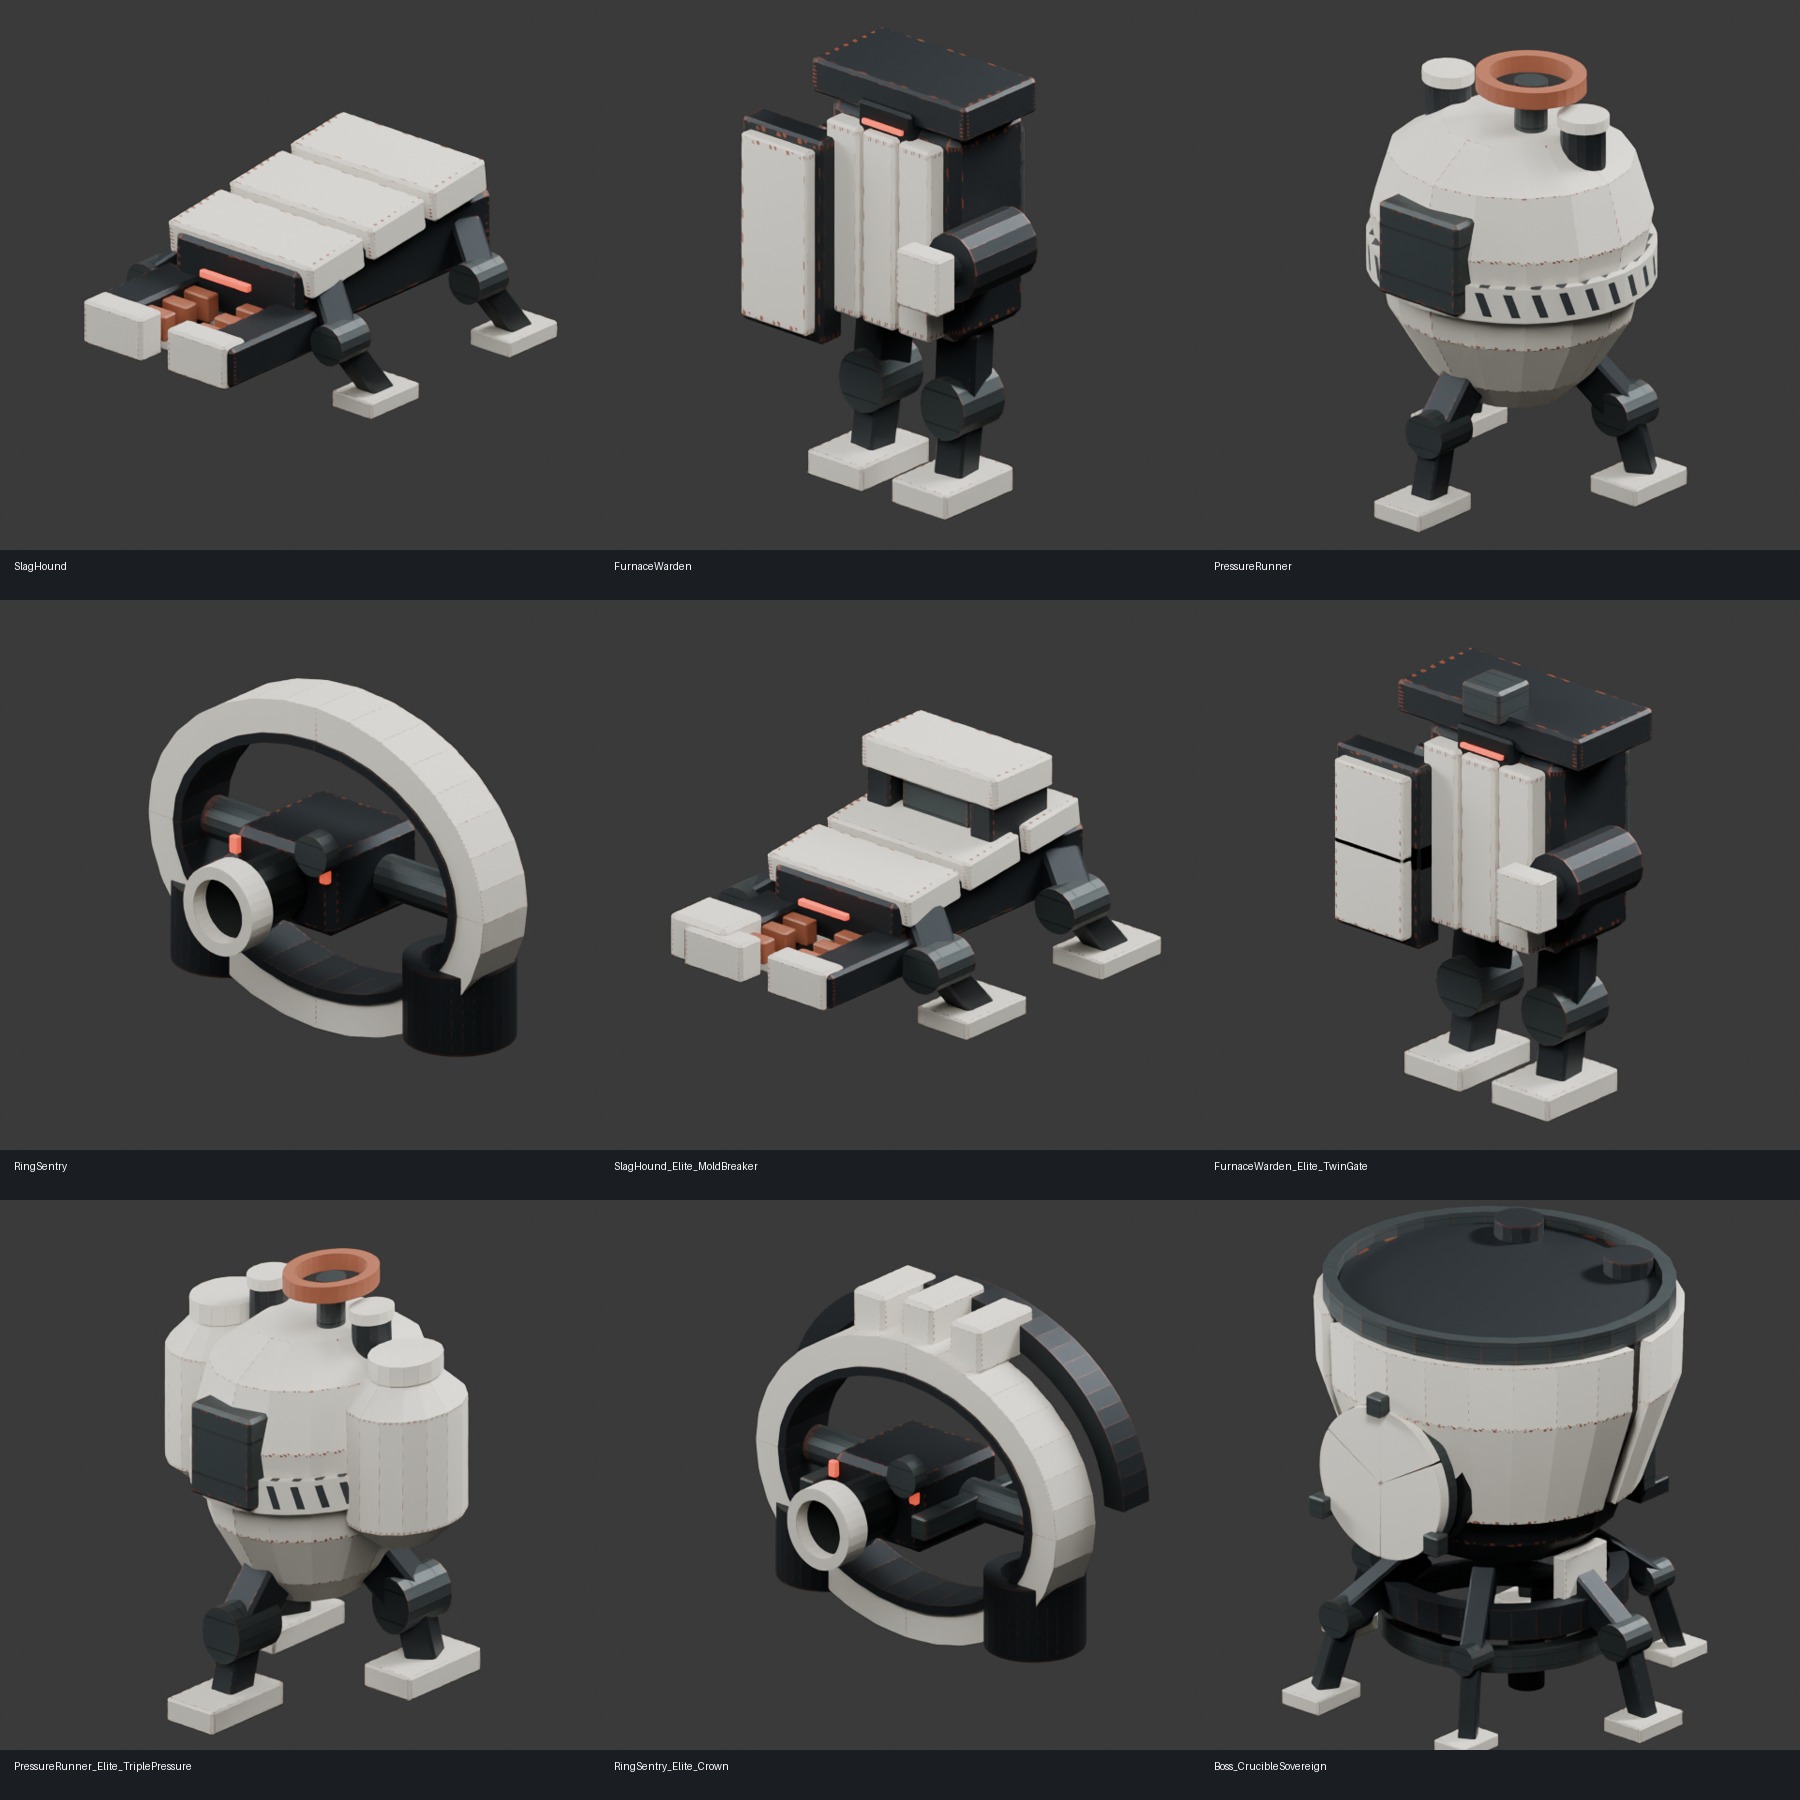 SlagHound
FurnaceWarden
PressureRunner
RingSentry
SlagHound_Elite_MoldBreaker
FurnaceWarden_Elite_TwinGate
PressureRunner_Elite_TriplePressure
RingSentry_Elite_Crown
Boss_CrucibleSovereign